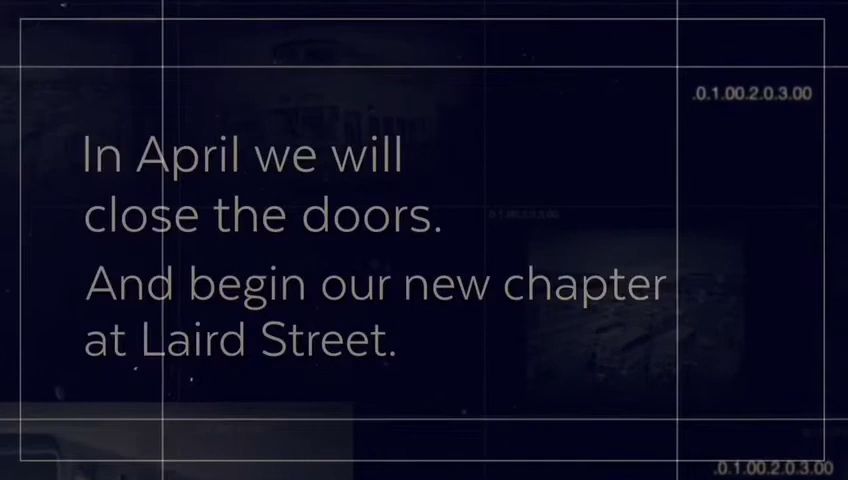 .0.1.00.2.0.3.00
In April we will
close the doors.
And begin our new chapter
at Laird Street.
.0.1.00.2.0.3.00